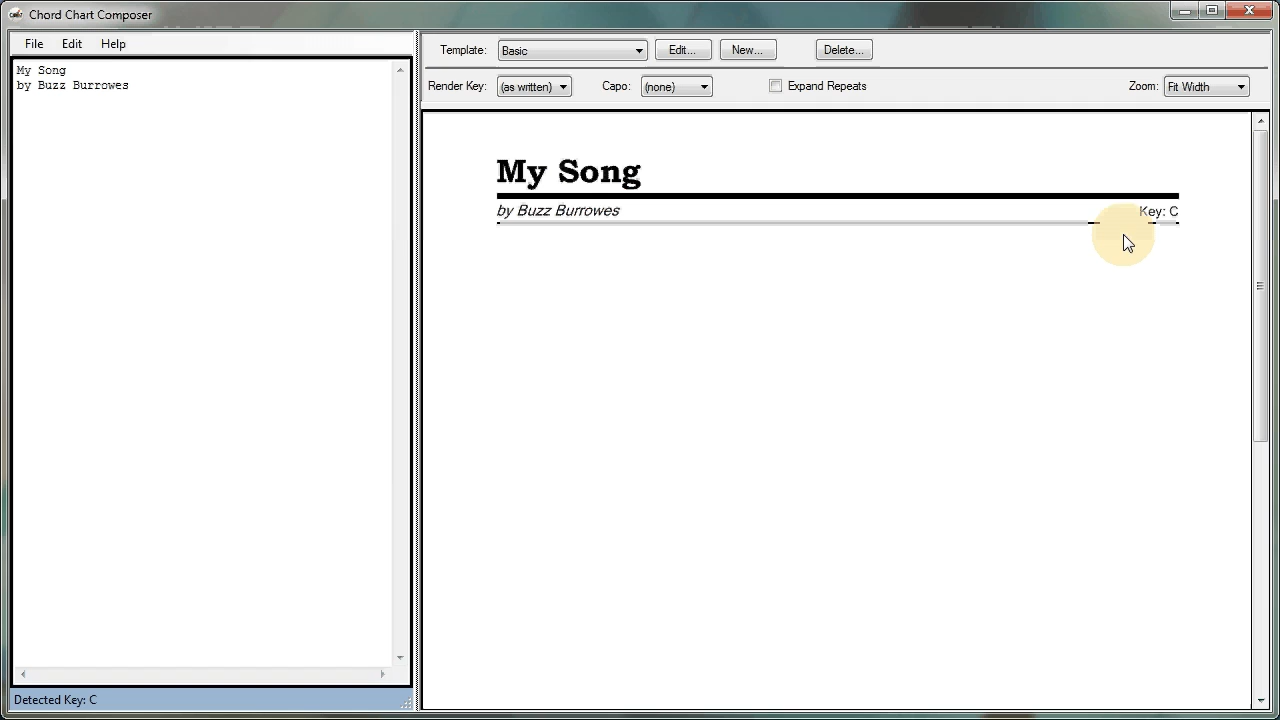 Chord Chart Composer
File Edit Help
My Song
by Buzz Burrowes
Detected Key: C
Template: Basic Edit... New... Delete...
Render Key: (as written) Capo: (none) Expand Repeats Zoom: Fit Width
My Song
by Buzz Burrowes Key: C